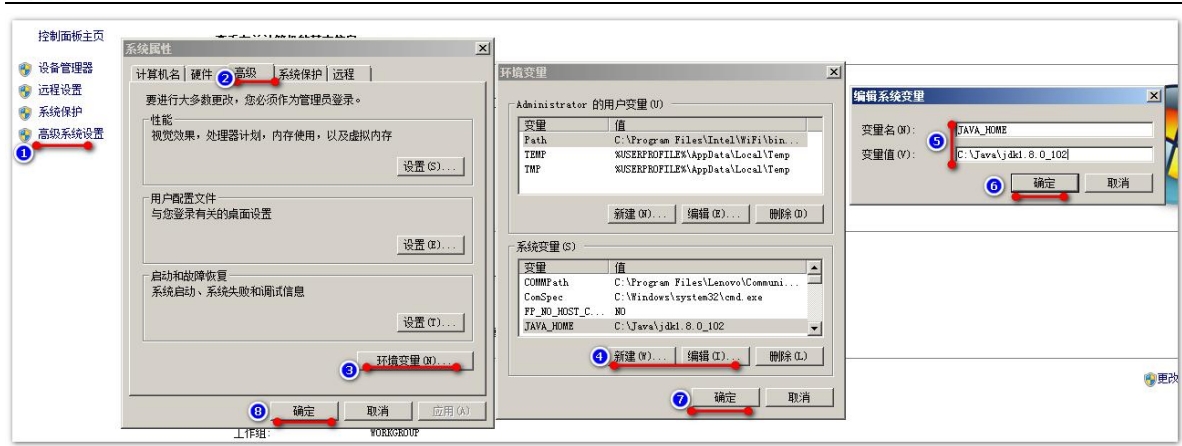 控制面板主页
设备管理器
远程设置
系统保护
高级系统设置
1
系统属性
计算机名 硬件 2 高级 系统保护 远程
要进行大多数更改，您必须作为管理员登录。
性能
视觉效果，处理器计划，内存使用，以及虚拟内存
设置(S)...
用户配置文件
与您登录有关的桌面设置
设置(E)...
启动和故障恢复
系统启动、系统失败和调试信息
设置(T)...
3 环境变量(N)...
8 确定 取消 应用(A)
工作组: WORKGROUP
环境变量
Administrator 的用户变量(U)
变量 值
Path C:\Program Files\Intel\WiFi\bin...
TEMP %USERPROFILE%\AppData\Local\Temp
TMP %USERPROFILE%\AppData\Local\Temp
新建(N)... 编辑(E)... 删除(D)
系统变量(S)
变量 值
COMMPath C:\Program Files\Lenovo\Communi...
ComSpec C:\Windows\system32\cmd.exe
FP_NO_HOST_C... NO
JAVA_HOME C:\Java\jdk1.8.0_102
4 新建(W)... 编辑(I)... 删除(L)
7 确定 取消
编辑系统变量
变量名(N): JAVA_HOME
5
变量值(V): C:\Java\jdk1.8.0_102
6 确定 取消
更改